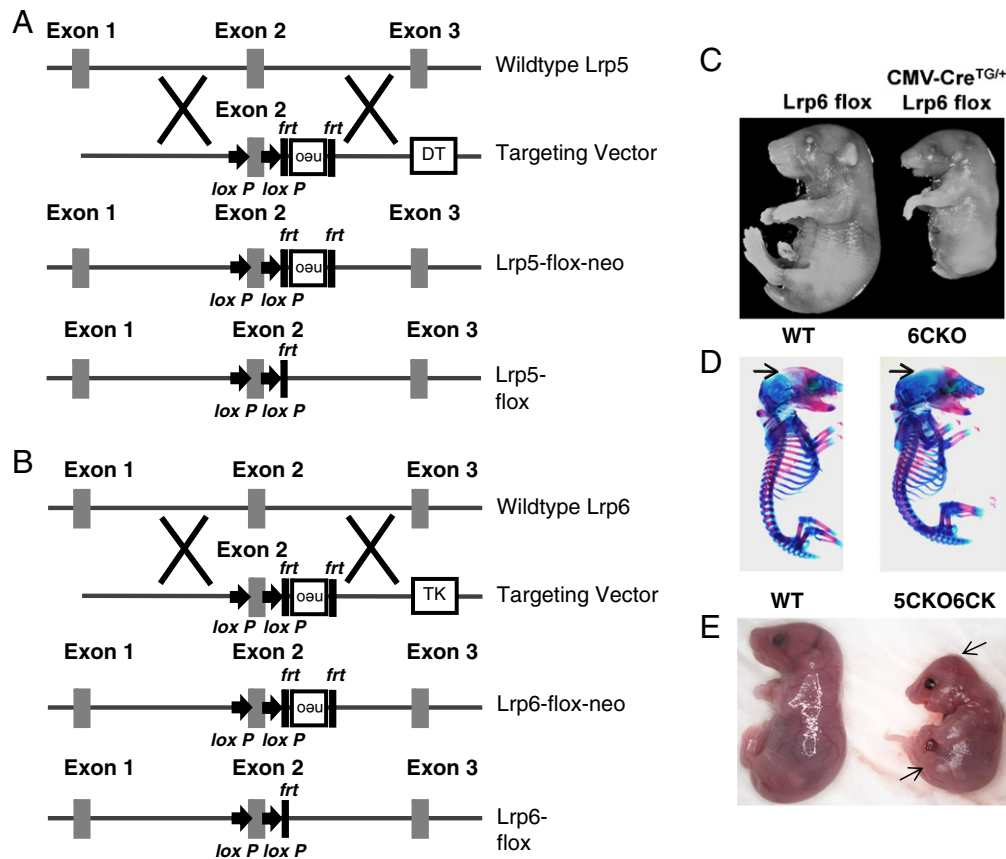 A
Exon 1 Exon 2 Exon 3
Wildtype Lrp5
Exon 2
frt frt
neo DT Targeting Vector
lox P lox P
Exon 1 Exon 2 Exon 3
frt frt
neo Lrp5-flox-neo
lox P lox P
Exon 1 Exon 2 Exon 3
frt
Lrp5-
flox
lox P lox P
B
Exon 1 Exon 2 Exon 3
Wildtype Lrp6
Exon 2
frt frt
neo TK Targeting Vector
lox P lox P
Exon 1 Exon 2 Exon 3
frt frt
neo Lrp6-flox-neo
lox P lox P
Exon 1 Exon 2 Exon 3
frt
Lrp6-
flox
lox P lox P
C
CMV-Cre^TG/+
Lrp6 flox Lrp6 flox
WT 6CKO
D
WT 5CKO6CK
E